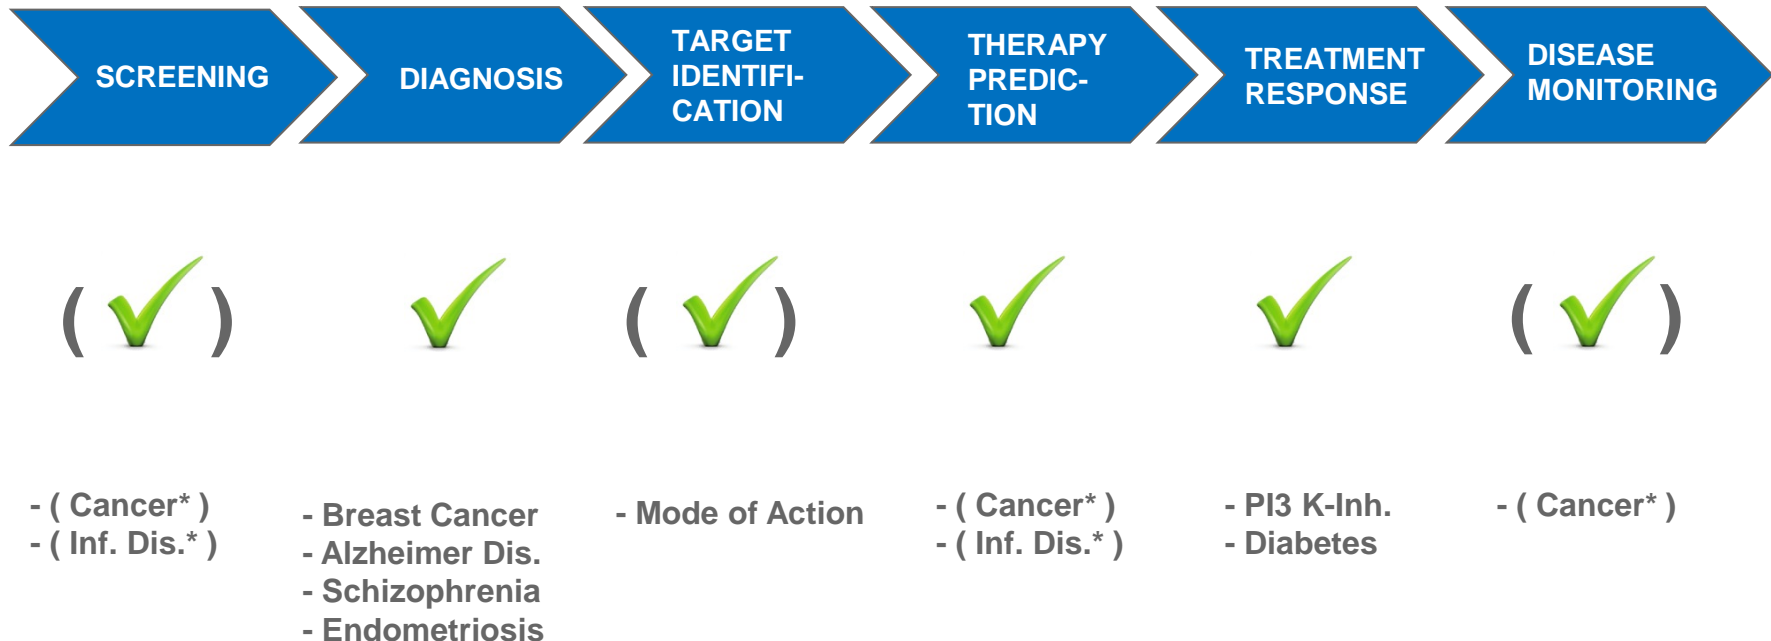 SCREENING
DIAGNOSIS
TARGET
IDENTIFI-
CATION
THERAPY
PREDIC-
TION
TREATMENT
RESPONSE
DISEASE
MONITORING
( )
( )
( )
- ( Cancer* )
- ( Inf. Dis.* )
- Breast Cancer
- Alzheimer Dis.
- Schizophrenia
- Endometriosis
- Mode of Action
- ( Cancer* )
- ( Inf. Dis.* )
- PI3 K-Inh.
- Diabetes
- ( Cancer* )